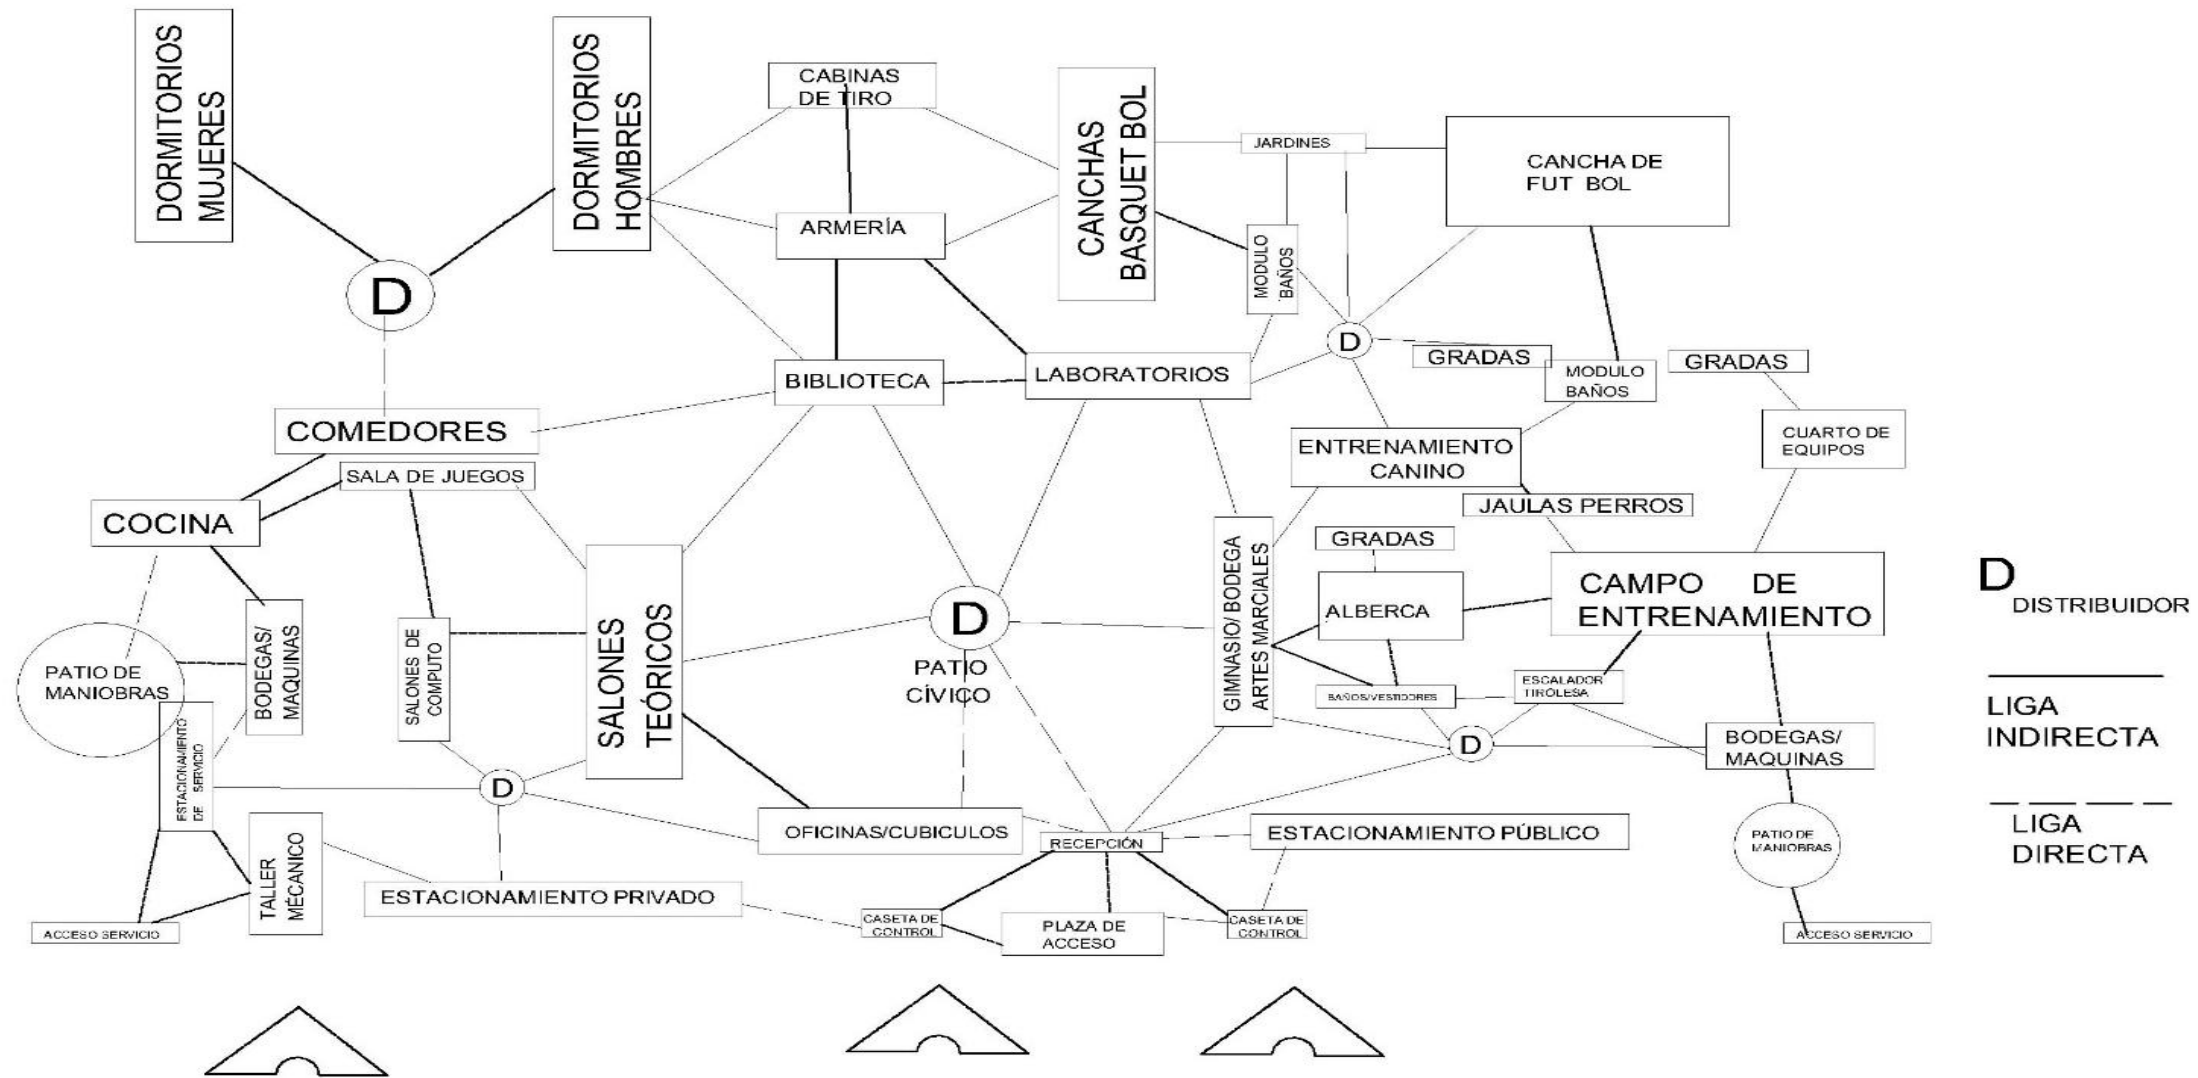 DORMITORIOS
MUJERES
DORMITORIOS
HOMBRES
CABINAS
DE TIRO
CANCHAS
BASQUET BOL
JARDINES
CANCHA DE
FUT BOL
ARMERÍA
MODULO
BAÑOS
D
D
GRADAS
MODULO
BAÑOS
GRADAS
BIBLIOTECA
LABORATORIOS
COMEDORES
SALA DE JUEGOS
ENTRENAMIENTO
CANINO
CUARTO DE
EQUIPOS
JAULAS PERROS
COCINA
GRADAS
SALONES
TEÓRICOS
GIMNASIO/BODEGA
ARTES MARCIALES
ALBERCA
CAMPO DE
ENTRENAMIENTO
D
DISTRIBUIDOR
D
PATIO
CÍVICO
PATIO DE
MANIOBRAS
BODEGAS/
MAQUINAS
SALONES DE
COMPUTO
BAÑOS/VESTIDORES
ESCALADOR
TIROLESA
LIGA
INDIRECTA
ESTACIONAMIENTO
DE SERVICIO
D
D
BODEGAS/
MAQUINAS
OFICINAS/CUBICULOS
RECEPCIÓN
ESTACIONAMIENTO PÚBLICO
PATIO DE
MANIOBRAS
LIGA
DIRECTA
TALLER
MÉCANICO
ESTACIONAMIENTO PRIVADO
ACCESO SERVICIO
CASETA DE
CONTROL
PLAZA DE
ACCESO
CASETA DE
CONTROL
ACCESO SERVICIO